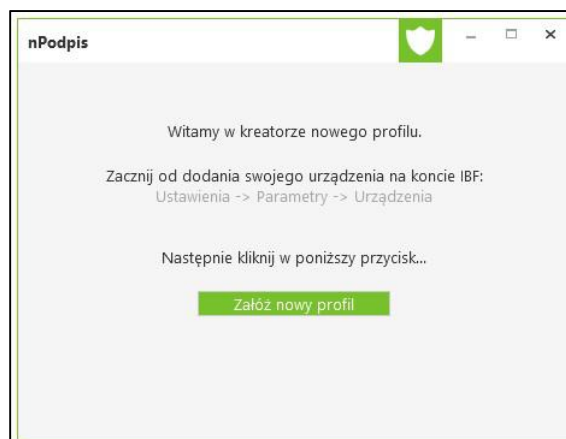 nPodpis
Witamy w kreatorze nowego profilu.
Zacznij od dodania swojego urządzenia na koncie IBF:
Ustawienia -> Parametry -> Urządzenia
Następnie kliknij w poniższy przycisk...
Załóż nowy profil